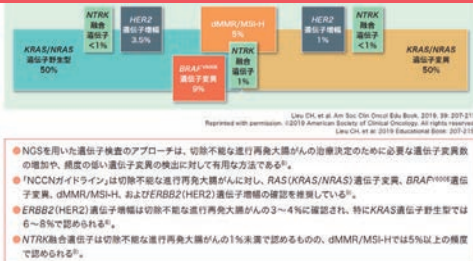 NTRK
融合
遺伝子
<1%
HER2
遺伝子増幅
3.5%
dMMR/MSI-H
5%
HER2
遺伝子増幅
1%
NTRK
融合
遺伝子
<1%
KRAS/NRAS
遺伝子野生型
50%
BRAF V600E
遺伝子変異
9%
NTRK
融合
遺伝子
1%
KRAS/NRAS
遺伝子変異
50%
Lieu CH, et al. Am Soc Clin Oncol Edu Book. 2019. 39: 207-21
Reprinted with permission. ©2019 American Society of Clinical Oncology. All rights reserved
Lieu CH, et al: 2019 Educational Book: 207-215
●NGSを用いた遺伝子検査のアプローチは、切除不能な進行再発大腸がんの治療決定のために必要な遺伝子変異数
の増加や、頻度の低い遺伝子変異の検出に対して有用な方法である
●「NCCNガイドライン」は切除不能な進行再発大腸がんに対し、RAS(KRAS/NRAS)遺伝子変異、BRAF V600E遺伝
子変異、dMMR/MSI-H、およびERBB2(HER2)遺伝子増幅の確認を推奨している
●ERBB2(HER2)遺伝子増幅は切除不能な進行再発大腸がんの3〜4%に確認され、特にKRAS遺伝子野生型では
6〜8%で認められる
●NTRK融合遺伝子は切除不能な進行再発大腸がんの1%未満で認めるものの、dMMR/MSI-Hでは5%以上の頻度
で認められる